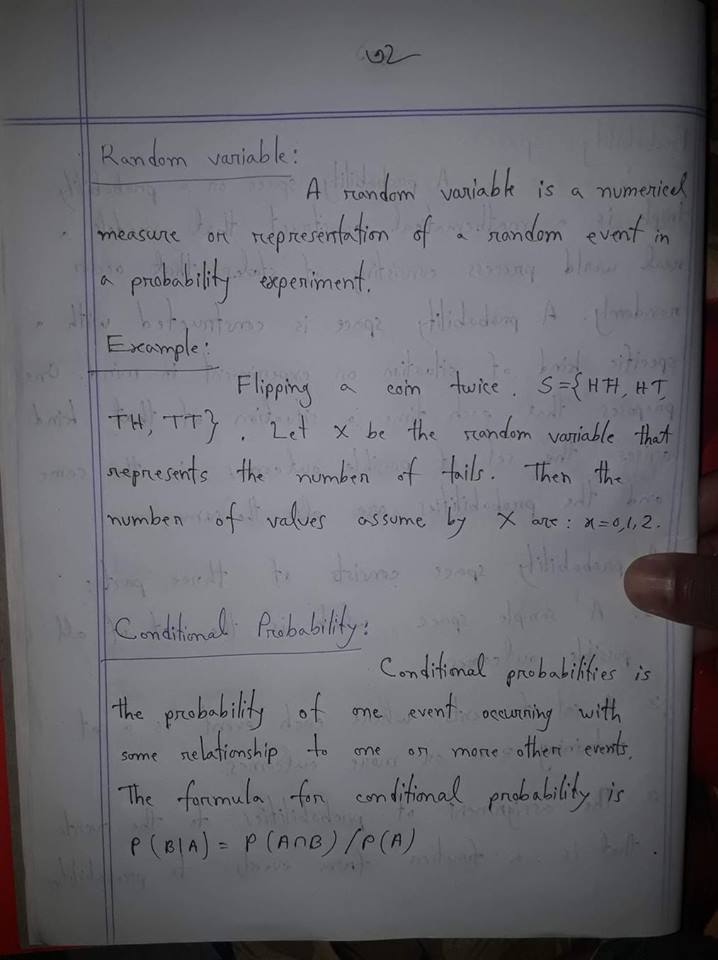 ৩২
Random variable:
A random variable is a numerical
measure or representation of a random event in
a probability experiment.
Example:
Flipping a coin twice. S={HH, HT,
TH, TT}. Let X be the random variable that
represents the number of tails. Then the
number of values assume by X are: x=0,1,2.
Conditional Probability:
Conditional probabilities is
the probability of one event occurring with
some relationship to one or more other events.
The formula for conditional probability is
P(B|A) = P(A∩B)/P(A)